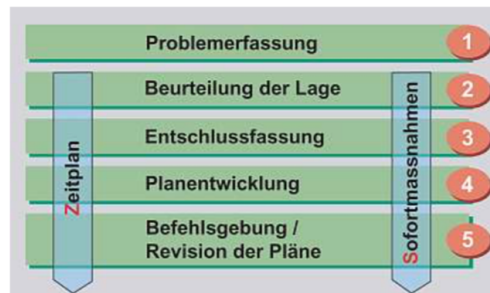 Problemerfassung 1
Beurteilung der Lage 2
Entschlussfassung 3
Planentwicklung 4
Befehlsgebung /
Revision der Pläne 5
Zeitplan
Sofortmassnahmen